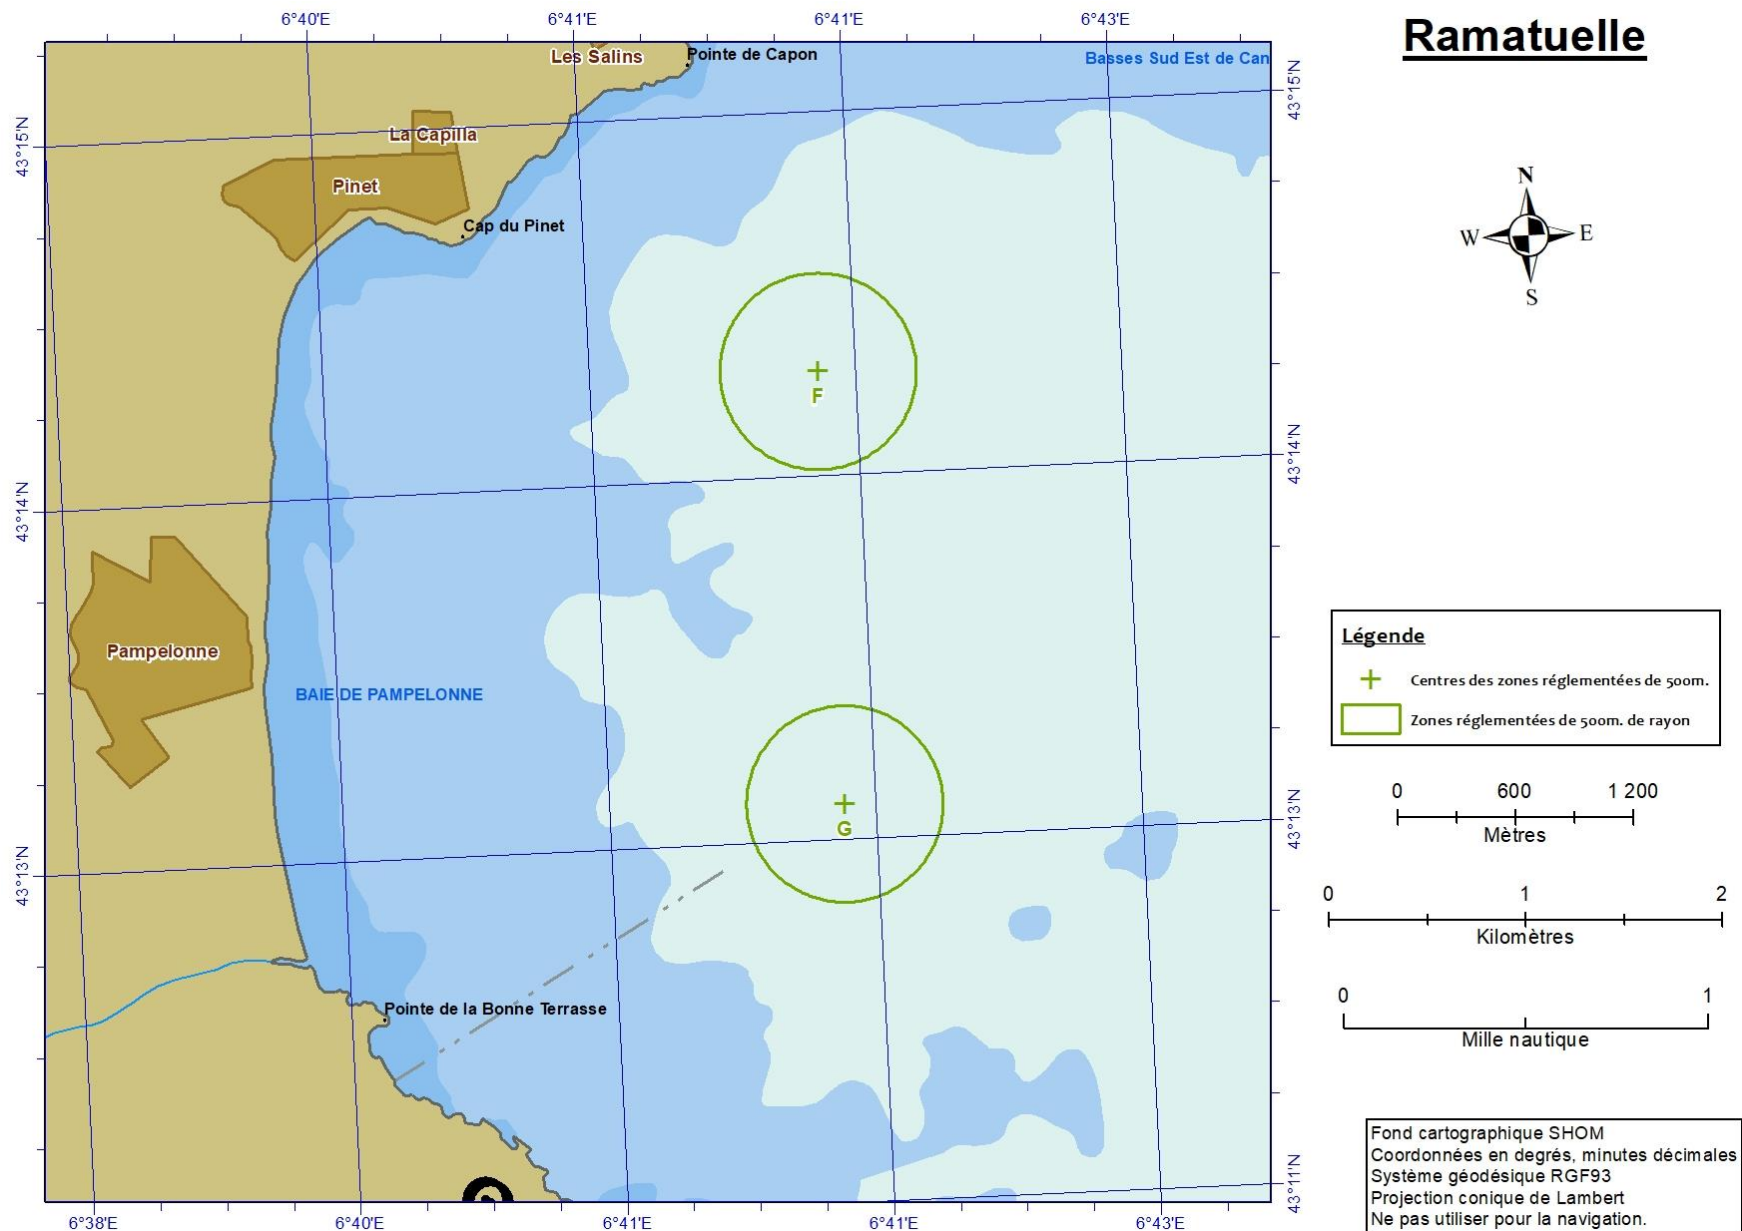 6°40'E
6°41'E
6°41'E
6°43'E
Ramatuelle
Les Salins
Pointe de Capon
Basses Sud Est de Can
43°15'N
43°15'N
La Capilla
Pinet
Cap du Pinet
N
W
E
S
F
43°14'N
43°14'N
Pampelonne
BAIE DE PAMPELONNE
Légende
Centres des zones réglementées de 500m.
Zones réglementées de 500m. de rayon
G
0 600 1 200
Mètres
43°13'N
43°13'N
0 1 2
Kilomètres
Pointe de la Bonne Terrasse
0 1
Mille nautique
43°11'N
Fond cartographique SHOM
Coordonnées en degrés, minutes décimales
Système géodésique RGF93
Projection conique de Lambert
Ne pas utiliser pour la navigation.
6°38'E
6°40'E
6°41'E
6°41'E
6°43'E